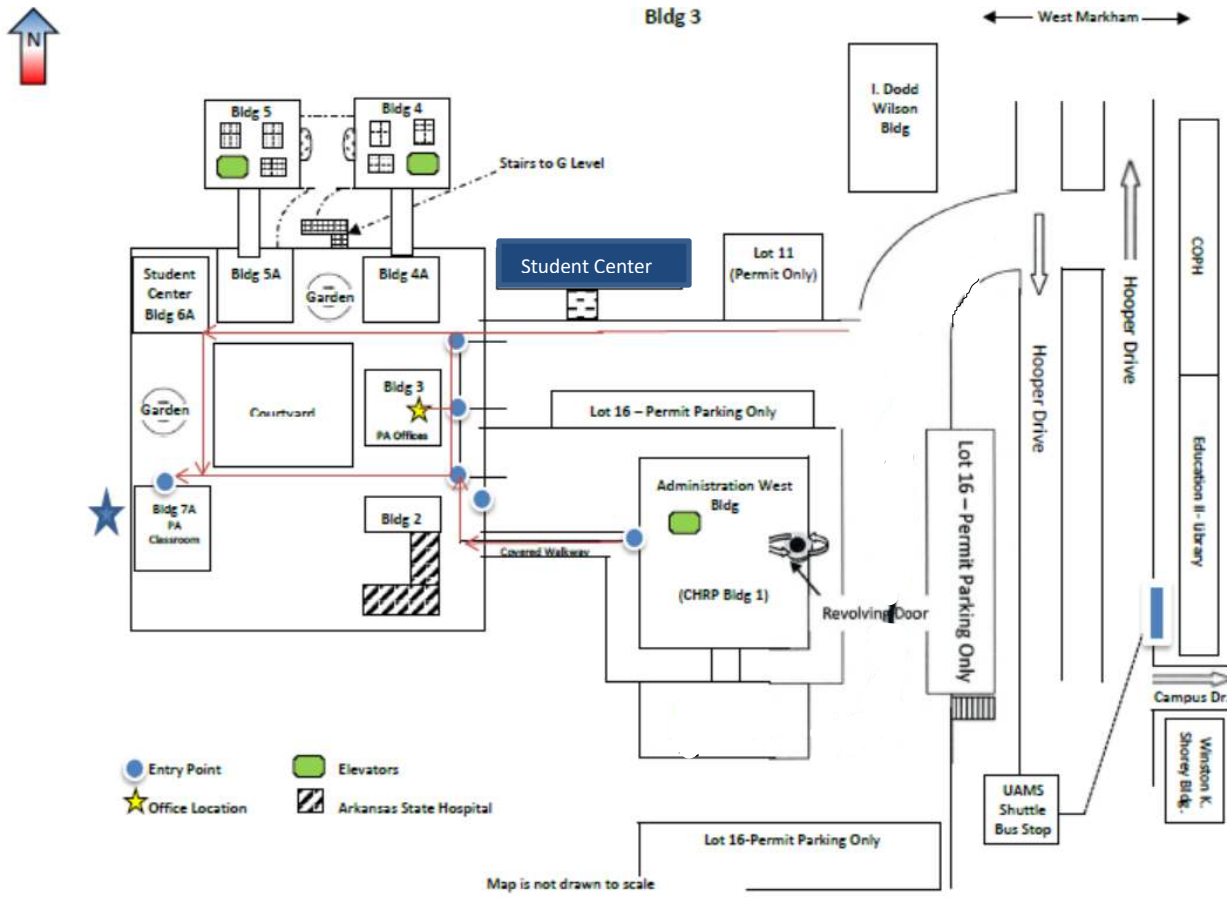 Bldg 3
West Markham
N
I. Dodd
Wilson
Bldg
Bldg 5
Bldg 4
Stairs to G Level
Student
Center
Bldg 6A
Bldg 5A
Garden
Bldg 4A
Student Center
Lot 11
(Permit Only)
COPH
Hooper Drive
Hooper Drive
Garden
Courtyard
Bldg 3
PA Offices
Lot 16 – Permit Parking Only
Lot 16 – Permit Parking Only
Education II - Library
Administration West
Bldg
Bldg 7A
PA
Classroom
Bldg 2
Covered Walkway
(CHRP Bldg 1)
Revolving Door
Campus Dr.
Winston K.
Shorey Bldg.
Entry Point
Elevators
Office Location
Arkansas State Hospital
UAMS
Shuttle
Bus Stop
Lot 16-Permit Parking Only
Map is not drawn to scale